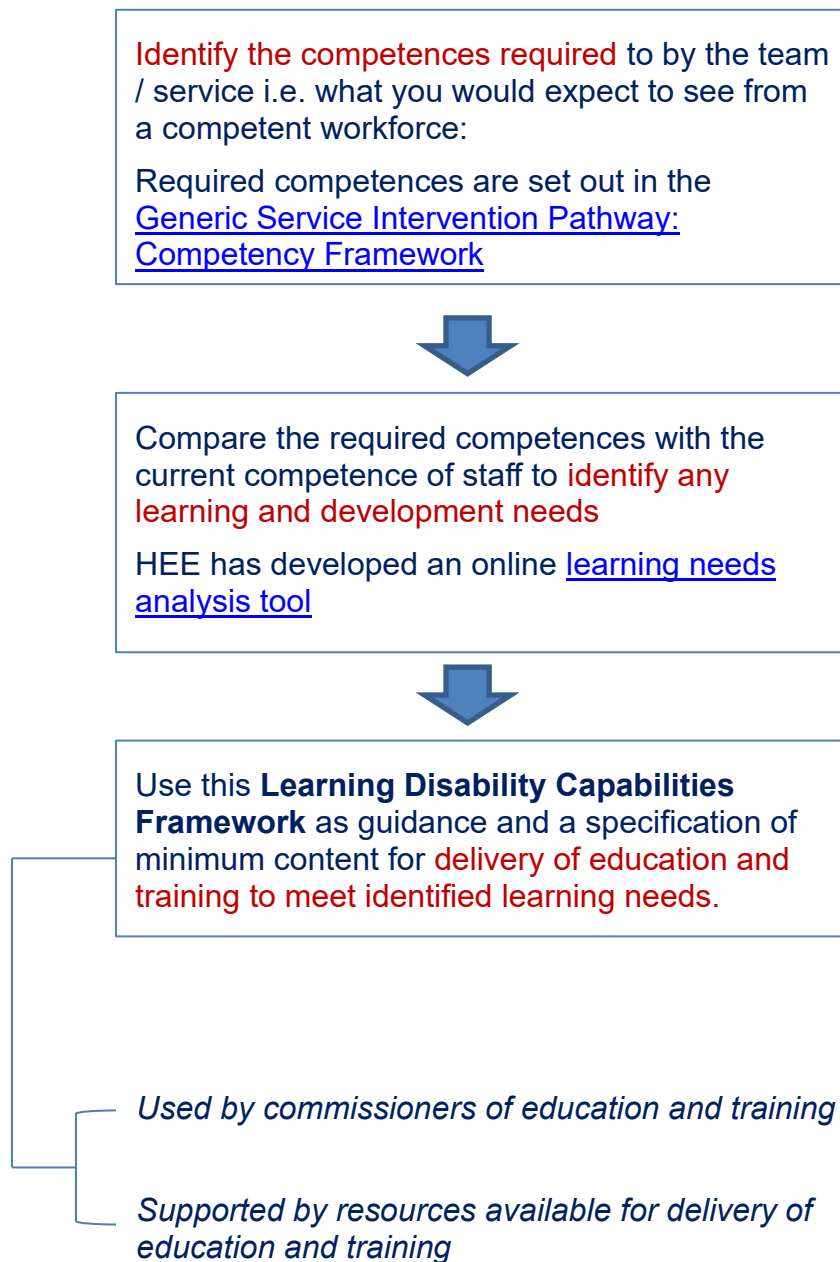 Identify the competences required to by the team
/ service i.e. what you would expect to see from
a competent workforce:
Required competences are set out in the
Generic Service Intervention Pathway:
Competency Framework
Compare the required competences with the
current competence of staff to identify any
learning and development needs
HEE has developed an online learning needs
analysis tool
Use this Learning Disability Capabilities
Framework as guidance and a specification of
minimum content for delivery of education and
training to meet identified learning needs.
Used by commissioners of education and training
Supported by resources available for delivery of
education and training